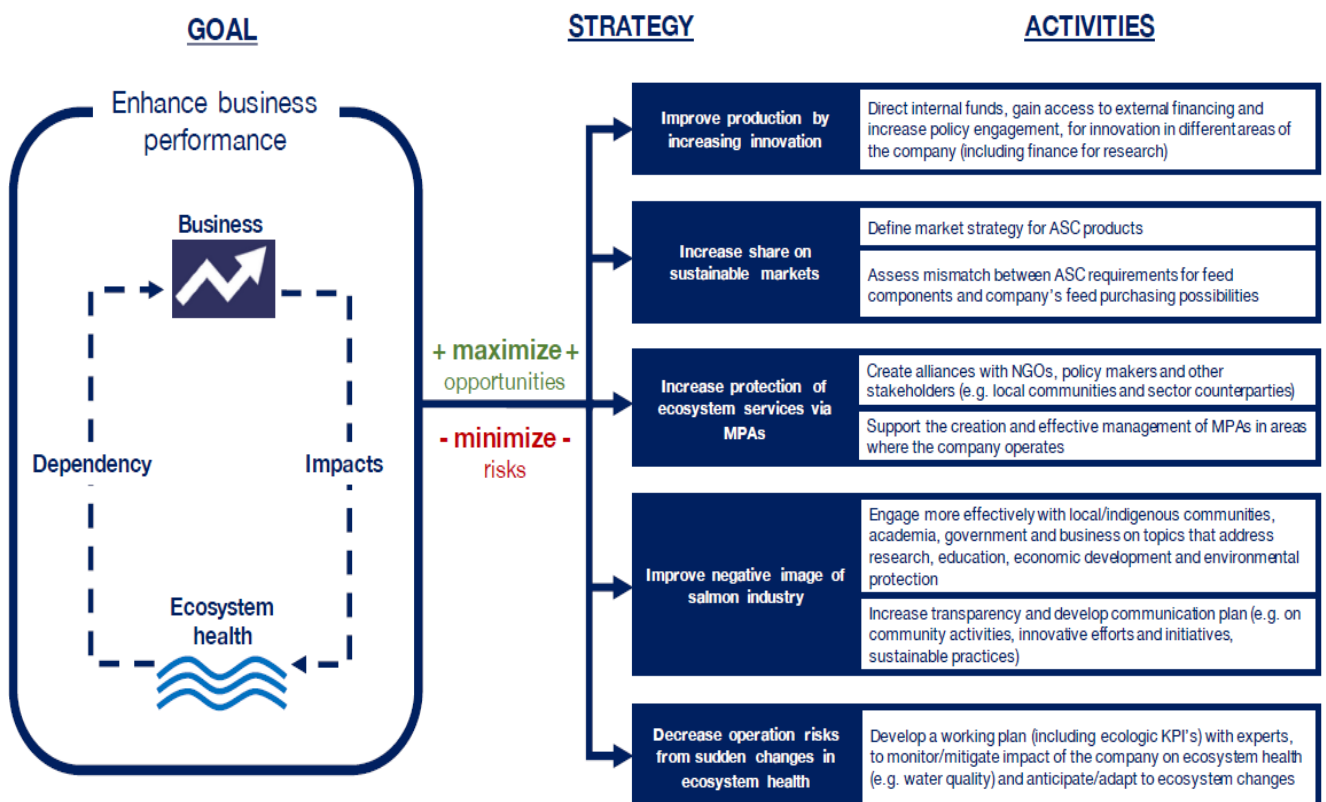 GOAL
STRATEGY
ACTIVITIES
Enhance business
performance
Business
Dependency
Impacts
Ecosystem
health
+ maximize +
opportunities
- minimize -
risks
Improve production by
increasing innovation
Direct internal funds, gain access to external financing and
increase policy engagement, for innovation in different areas of
the company (including finance for research)
Increase share on
sustainable markets
Define market strategy for ASC products
Assess mismatch between ASC requirements for feed
components and company's feed purchasing possibilities
Increase protection of
ecosystem services via
MPAs
Create alliances with NGOs, policy makers and other
stakeholders (e.g. local communities and sector counterparties)
Support the creation and effective management of MPAs in areas
where the company operates
Improve negative image of
salmon industry
Engage more effectively with local/indigenous communities,
academia, government and business on topics that address
research, education, economic development and environmental
protection
Increase transparency and develop communication plan (e.g. on
community activities, innovative efforts and initiatives,
sustainable practices)
Decrease operation risks
from sudden changes in
ecosystem health
Develop a working plan (including ecologic KPI's) with experts,
to monitor/mitigate impact of the company on ecosystem health
(e.g. water quality) and anticipate/adapt to ecosystem changes